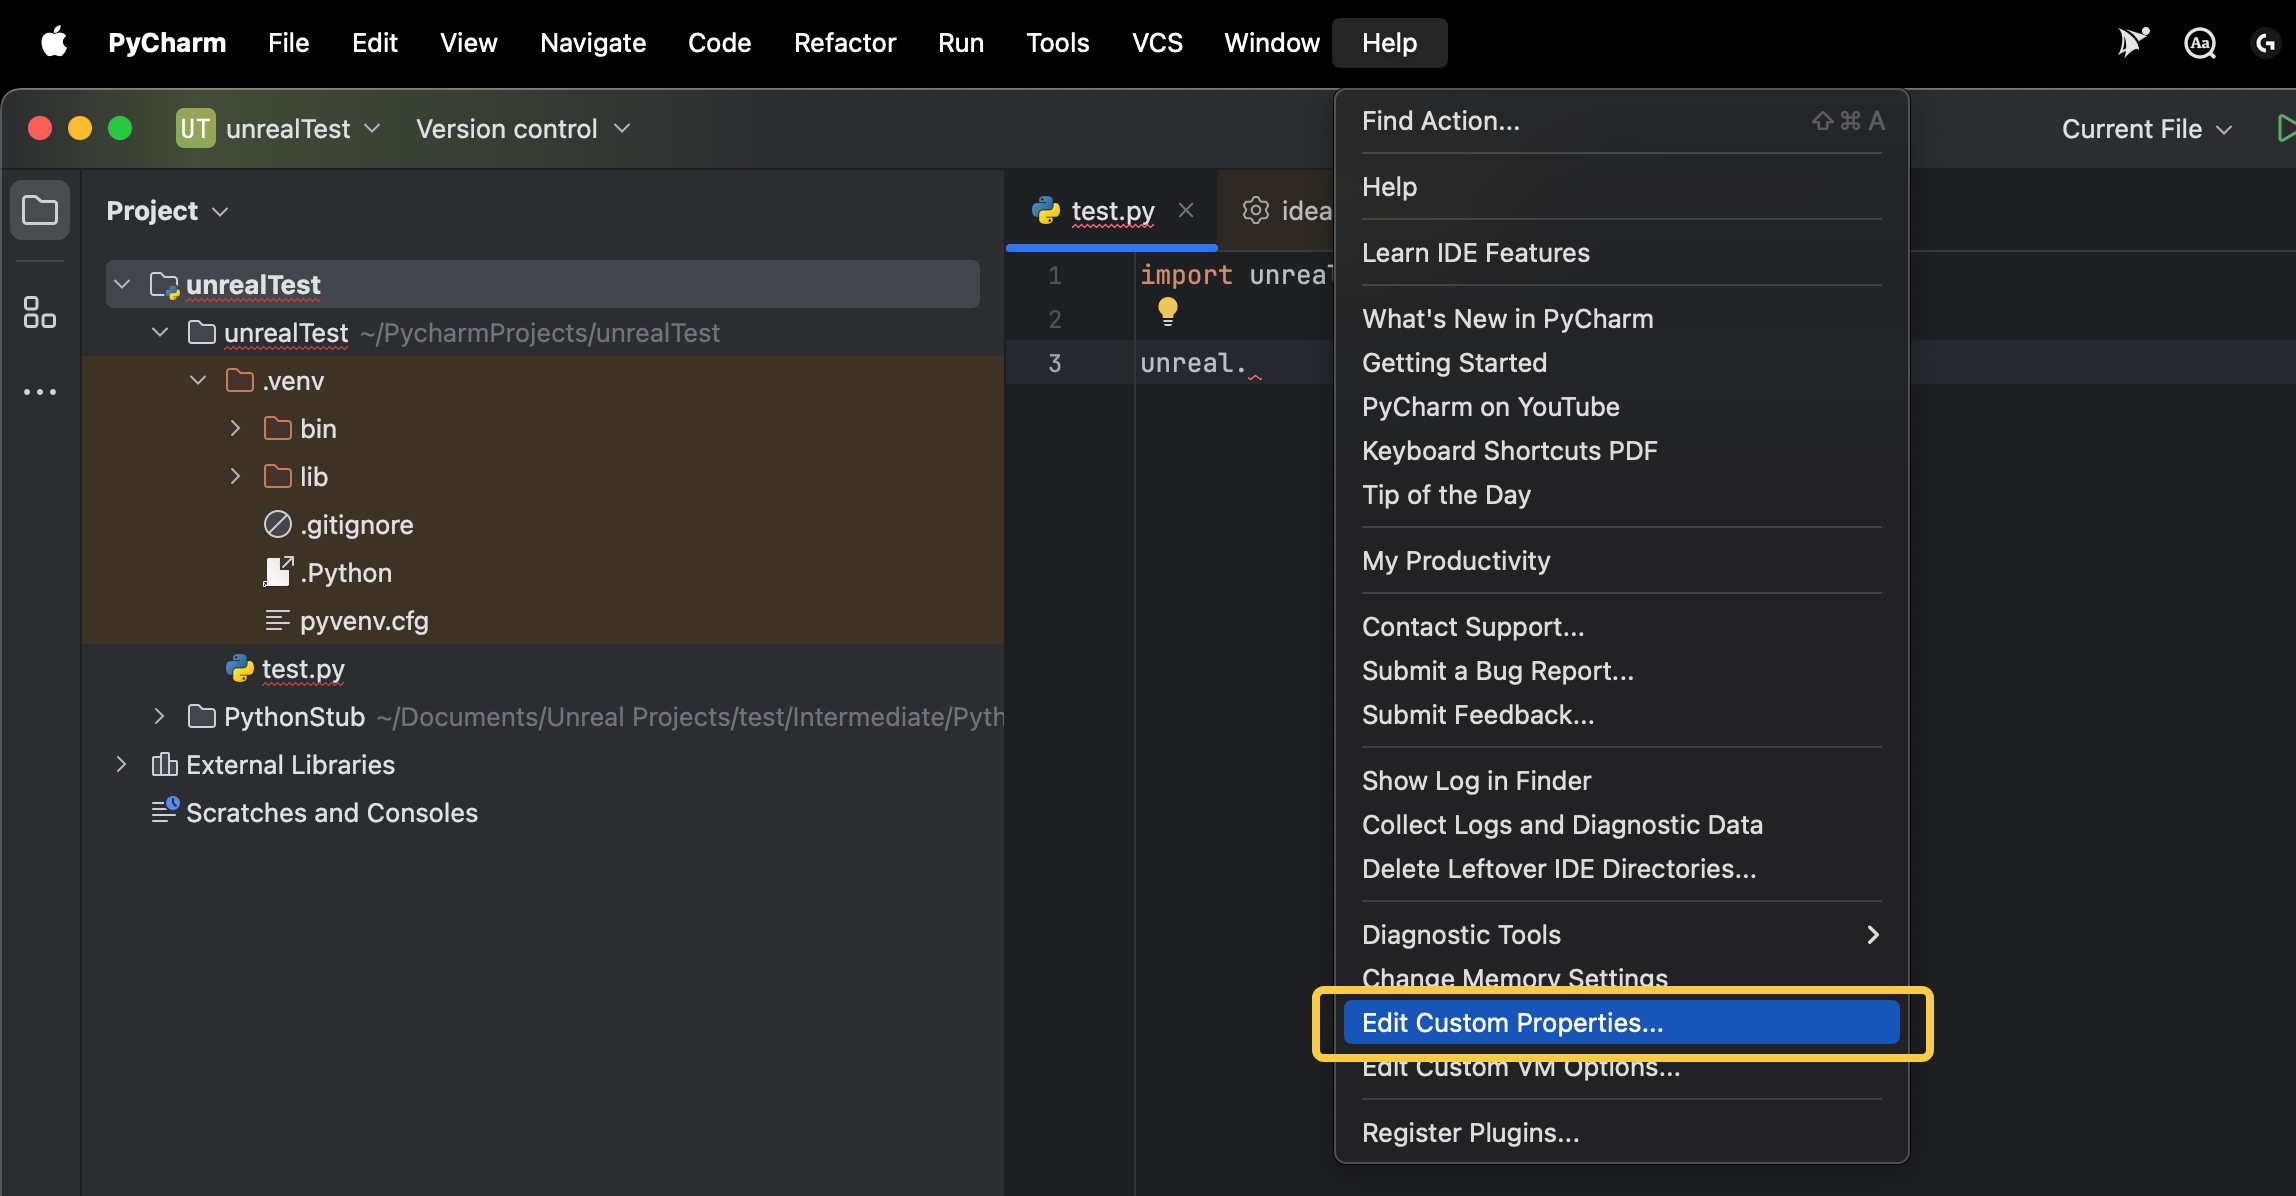 PyCharm File Edit View Navigate Code Refactor Run Tools VCS Window Help
UT unrealTest Version control Current File
Project
unrealTest
unrealTest ~/PycharmProjects/unrealTest
.venv
bin
lib
.gitignore
.Python
pyvenv.cfg
test.py
PythonStub ~/Documents/Unreal Projects/test/Intermediate/Pyth
External Libraries
Scratches and Consoles
test.py idea
1 import unreal
2
3 unreal.
Find Action... ⇧⌘A
Help
Learn IDE Features
What's New in PyCharm
Getting Started
PyCharm on YouTube
Keyboard Shortcuts PDF
Tip of the Day
My Productivity
Contact Support...
Submit a Bug Report...
Submit Feedback...
Show Log in Finder
Collect Logs and Diagnostic Data
Delete Leftover IDE Directories...
Diagnostic Tools
Change Memory Settings
Edit Custom Properties...
Edit Custom VM Options...
Register Plugins...